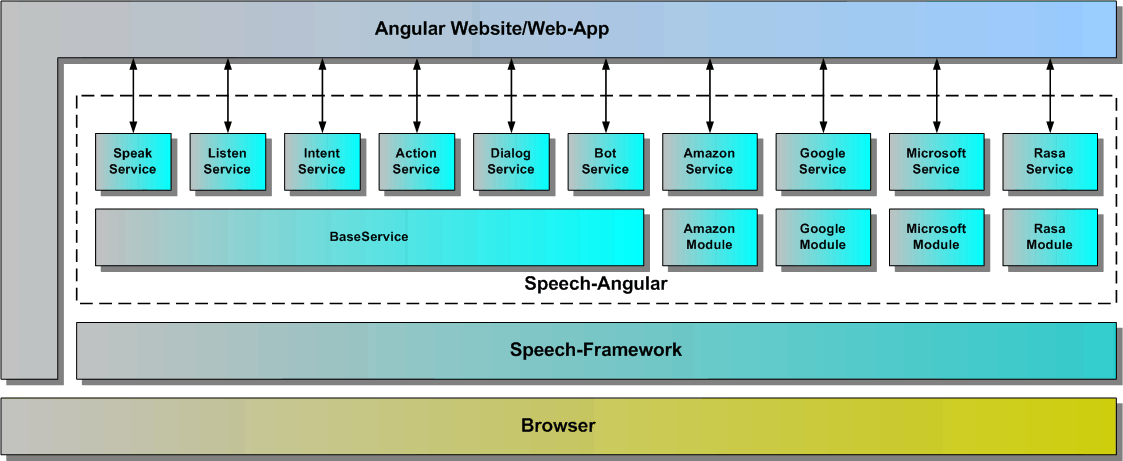 Angular Website/Web-App
Speak
Service
Listen
Service
Intent
Service
Action
Service
Dialog
Service
Bot
Service
Amazon
Service
Google
Service
Microsoft
Service
Rasa
Service
BaseService
Amazon
Module
Google
Module
Microsoft
Module
Rasa
Module
Speech-Angular
Speech-Framework
Browser